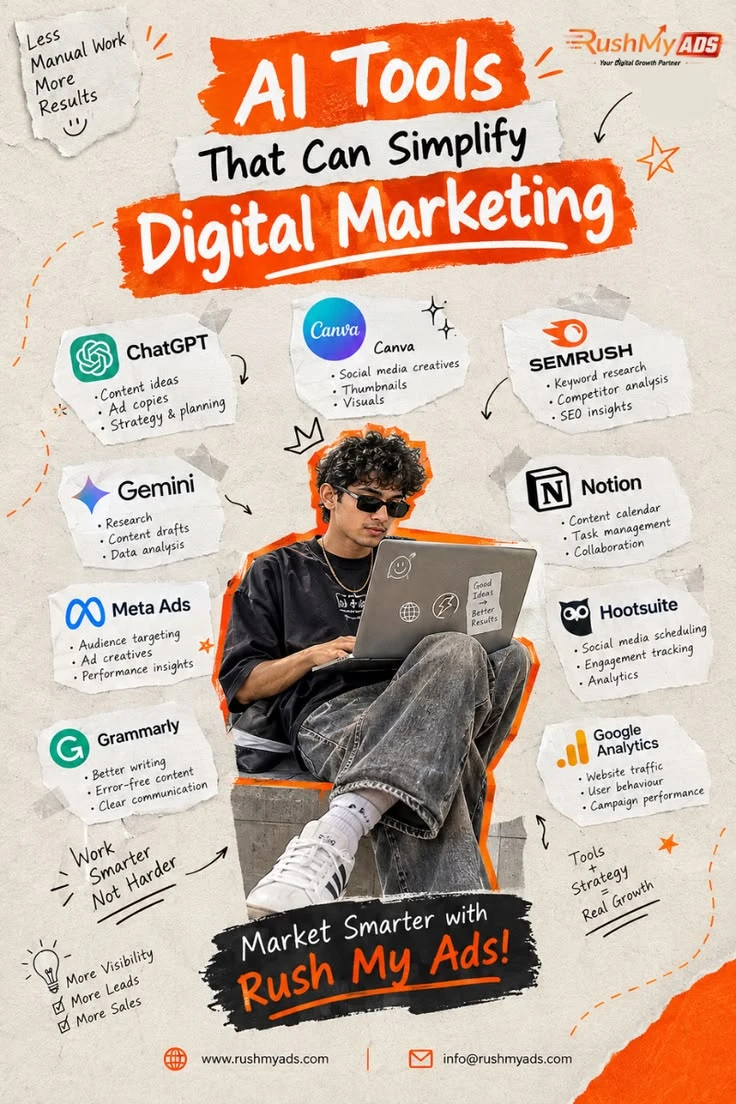 Less
Manual Work
More
Results
RushMy ADS
Your Digital Growth Partner
AI Tools
That Can Simplify
Digital Marketing
ChatGPT
• Content ideas
• Ad copies
• Strategy & planning
Canva
Canva
• Social media creatives
• Thumbnails
• Visuals
SEMRUSH
• Keyword research
• Competitor analysis
• SEO insights
Gemini
• Research
• Content drafts
• Data analysis
N
Notion
• Content calendar
• Task management
• Collaboration
Meta Ads
• Audience targeting
• Ad creatives
• Performance insights
Good
Ideas
→
Better
Results
Hootsuite
• Social media scheduling
• Engagement tracking
• Analytics
G
Grammarly
• Better writing
• Error-free content
• Clear communication
Google
Analytics
• Website traffic
• User behaviour
• Campaign performance
Work
Smarter
Not Harder
Tools
+
Strategy
=
Real Growth
Market Smarter with
Rush My Ads!
More Visibility
More Leads
More Sales
www.rushmyads.com
info@rushmyads.com